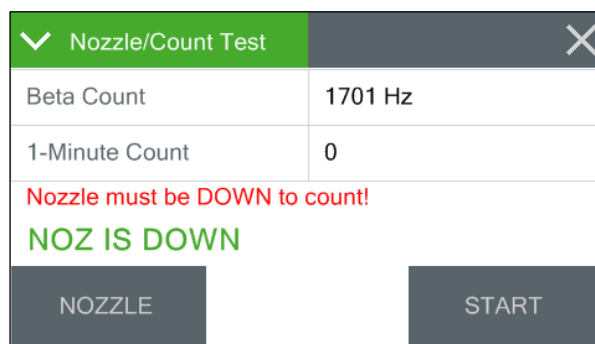 Nozzle/Count Test
Beta Count 1701 Hz
1-Minute Count 0
Nozzle must be DOWN to count!
NOZ IS DOWN
NOZZLE START